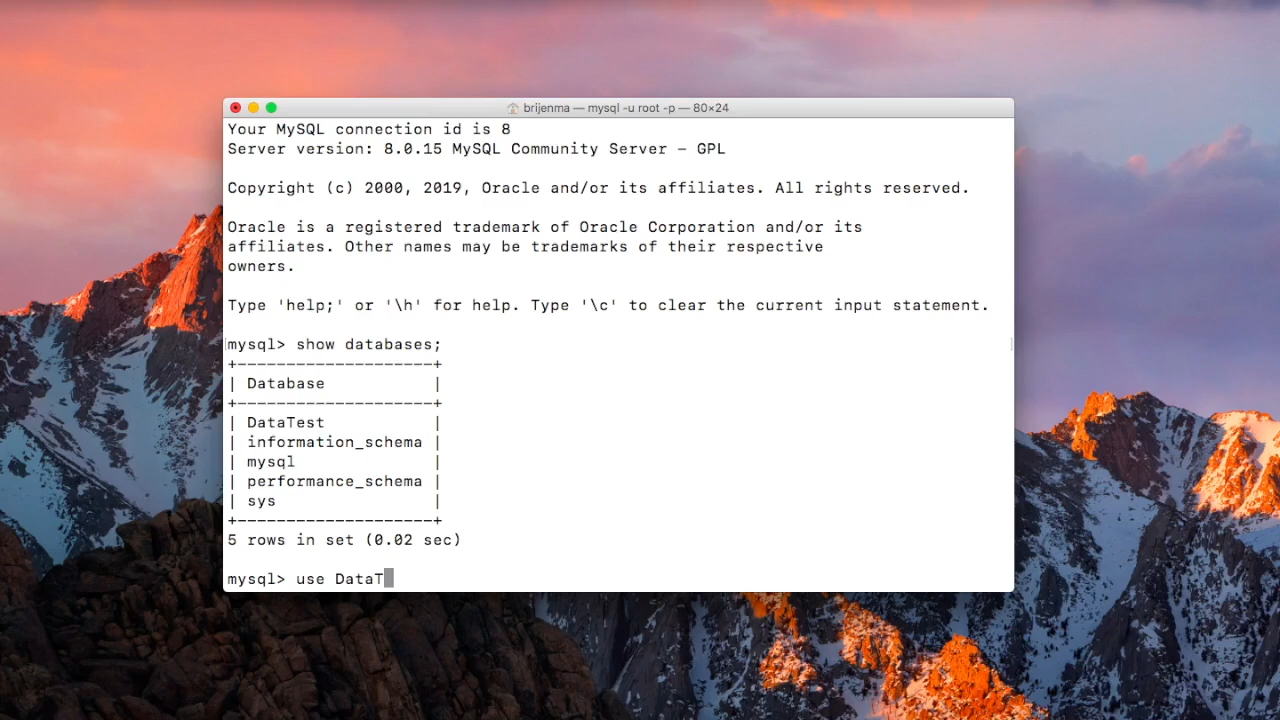 brijenma — mysql -u root -p — 80×24
Your MySQL connection id is 8
Server version: 8.0.15 MySQL Community Server - GPL
Copyright (c) 2000, 2019, Oracle and/or its affiliates. All rights reserved.
Oracle is a registered trademark of Oracle Corporation and/or its
affiliates. Other names may be trademarks of their respective
owners.
Type 'help;' or '\h' for help. Type '\c' to clear the current input statement.
mysql> show databases;
+--------------------+
| Database           |
+--------------------+
| DataTest           |
| information_schema |
| mysql              |
| performance_schema |
| sys                |
+--------------------+
5 rows in set (0.02 sec)
mysql> use DataT